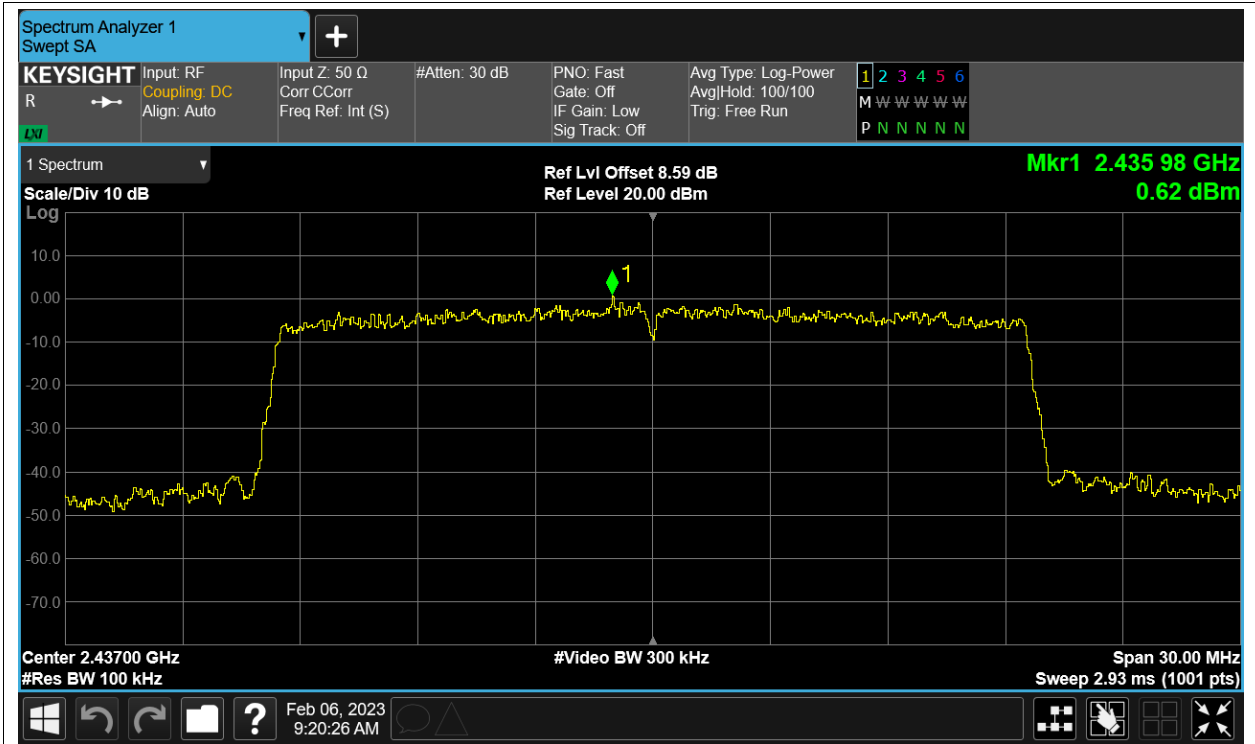 Spectrum Analyzer 1
Swept SA
KEYSIGHT
R
LXI
Input: RF
Coupling: DC
Align: Auto
Input Z: 50 Ω
Corr CCorr
Freq Ref: Int (S)
#Atten: 30 dB
PNO: Fast
Gate: Off
IF Gain: Low
Sig Track: Off
Avg Type: Log-Power
Avg|Hold: 100/100
Trig: Free Run
1 2 3 4 5 6
M W W W W W
P N N N N N
1 Spectrum
Scale/Div 10 dB
Log
Ref Lvl Offset 8.59 dB
Ref Level 20.00 dBm
Mkr1 2.435 98 GHz
0.62 dBm
10.0
0.00
-10.0
-20.0
-30.0
-40.0
-50.0
-60.0
-70.0
1
Center 2.43700 GHz
#Res BW 100 kHz
#Video BW 300 kHz
Span 30.00 MHz
Sweep 2.93 ms (1001 pts)
?
Feb 06, 2023
9:20:26 AM